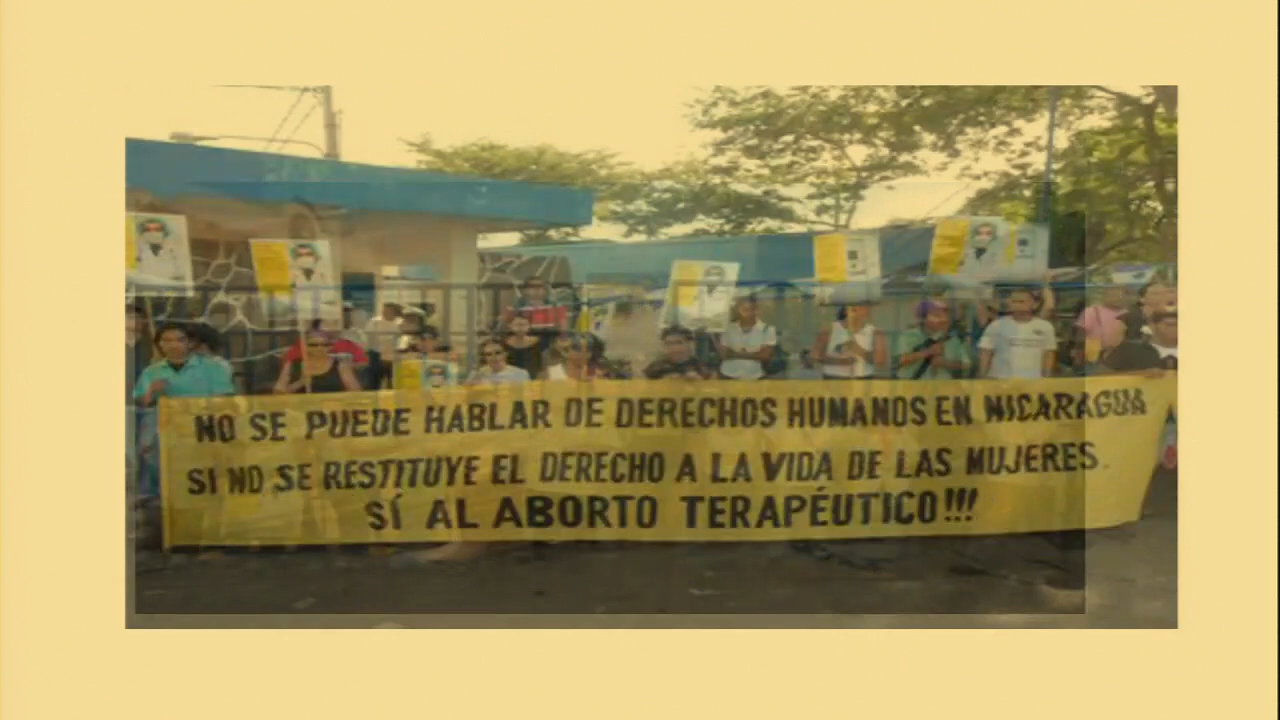 NO SE PUEDE HABLAR DE DERECHOS HUMANOS EN NICARAGUA
SI NO SE RESTITUYE EL DERECHO A LA VIDA DE LAS MUJERES.
SÍ AL ABORTO TERAPÉUTICO!!!